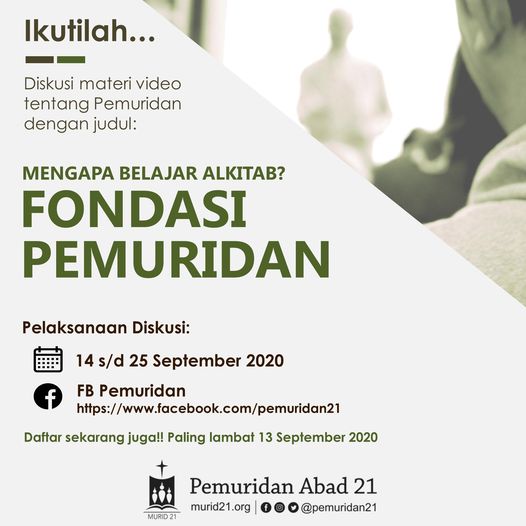 Ikutilah...
Diskusi materi video
tentang Pemuridan
dengan judul:
MENGAPA BELAJAR ALKITAB?
FONDASI
PEMURIDAN
Pelaksanaan Diskusi:
14 s/d 25 September 2020
FB Pemuridan
https://www.facebook.com/pemuridan21
Daftar sekarang juga!! Paling lambat 13 September 2020
Pemuridan Abad 21
murid21.org | @pemuridan21
MURID 21